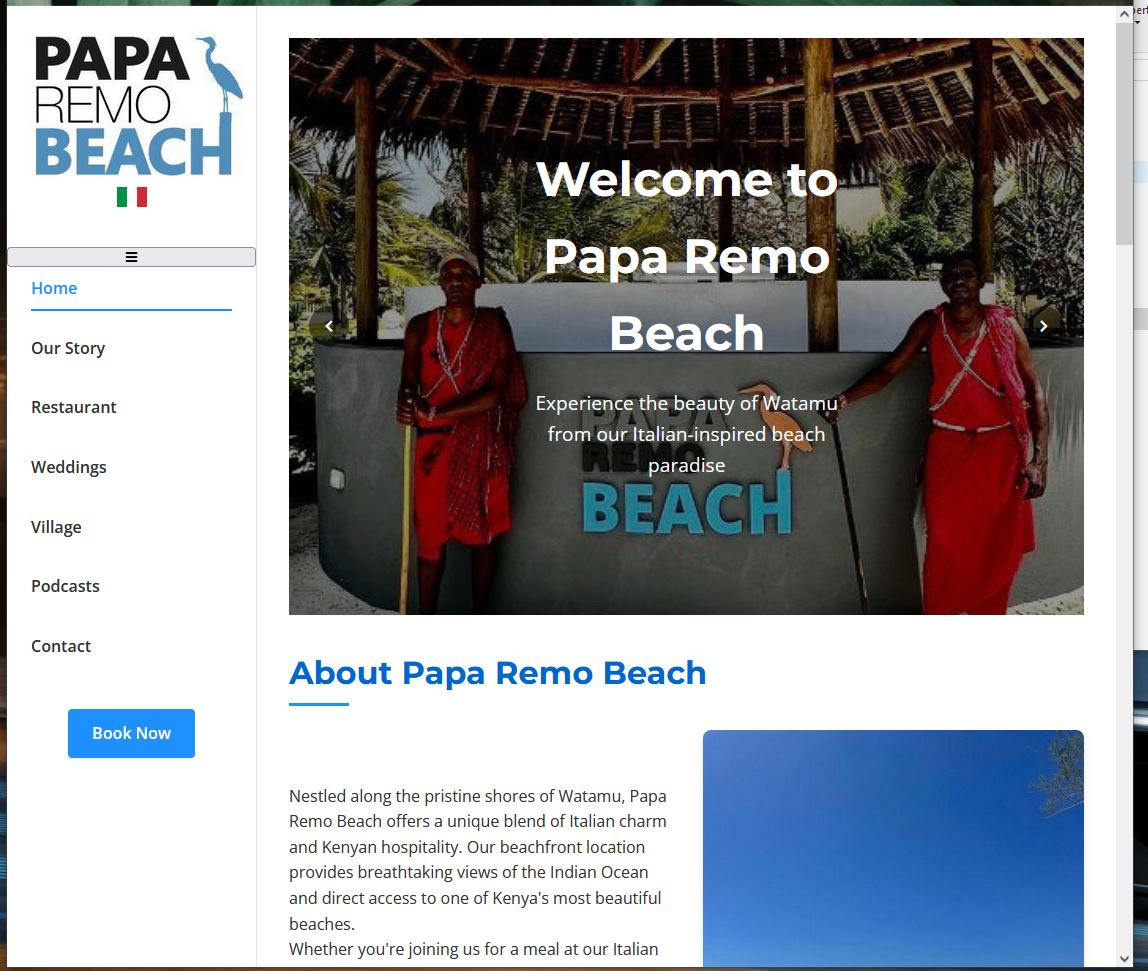 PAPA
REMO
BEACH
Home
Our Story
Restaurant
Weddings
Village
Podcasts
Contact
Book Now
Welcome to
Papa Remo
Beach
Experience the beauty of Watamu
from our Italian-inspired beach
paradise
PAPA
REMO
BEACH
About Papa Remo Beach
Nestled along the pristine shores of Watamu, Papa
Remo Beach offers a unique blend of Italian charm
and Kenyan hospitality. Our beachfront location
provides breathtaking views of the Indian Ocean
and direct access to one of Kenya's most beautiful
beaches.
Whether you're joining us for a meal at our Italian